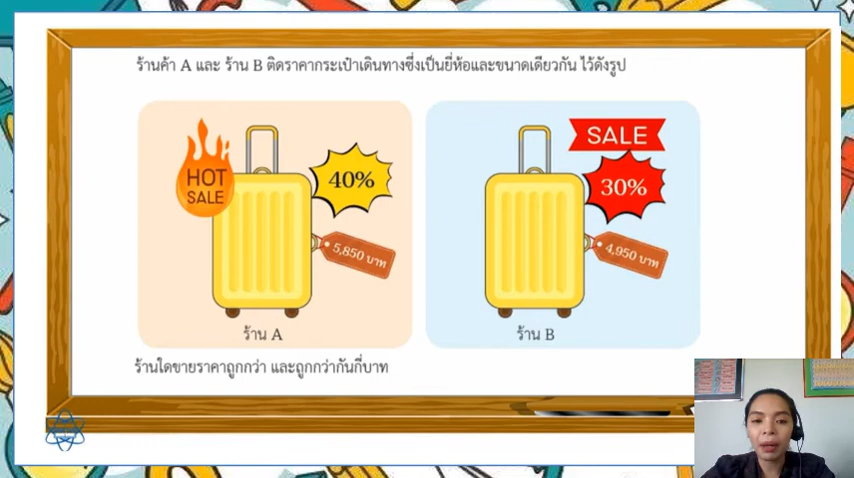 ร้านค้า A และ ร้าน B ติดราคากระเป๋าเดินทางซึ่งเป็นยี่ห้อและขนาดเดียวกัน ไว้ดังรูป
HOT
SALE
40%
5,850 บาท
ร้าน A
SALE
30%
4,950 บาท
ร้าน B
ร้านใดขายราคาถูกกว่า และถูกกว่ากันกี่บาท